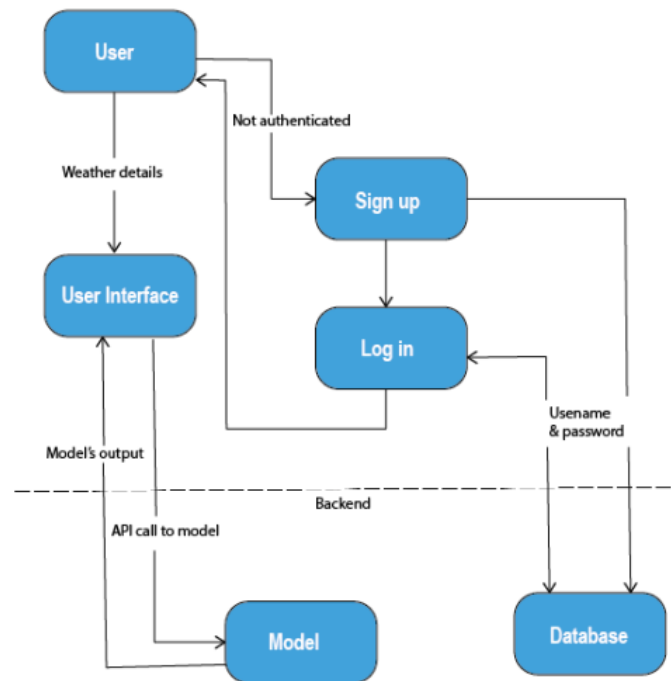 User
Not authenticated
Weather details
Sign up
User Interface
Log in
Usename
& password
Model's output
Backend
API call to model
Model
Database